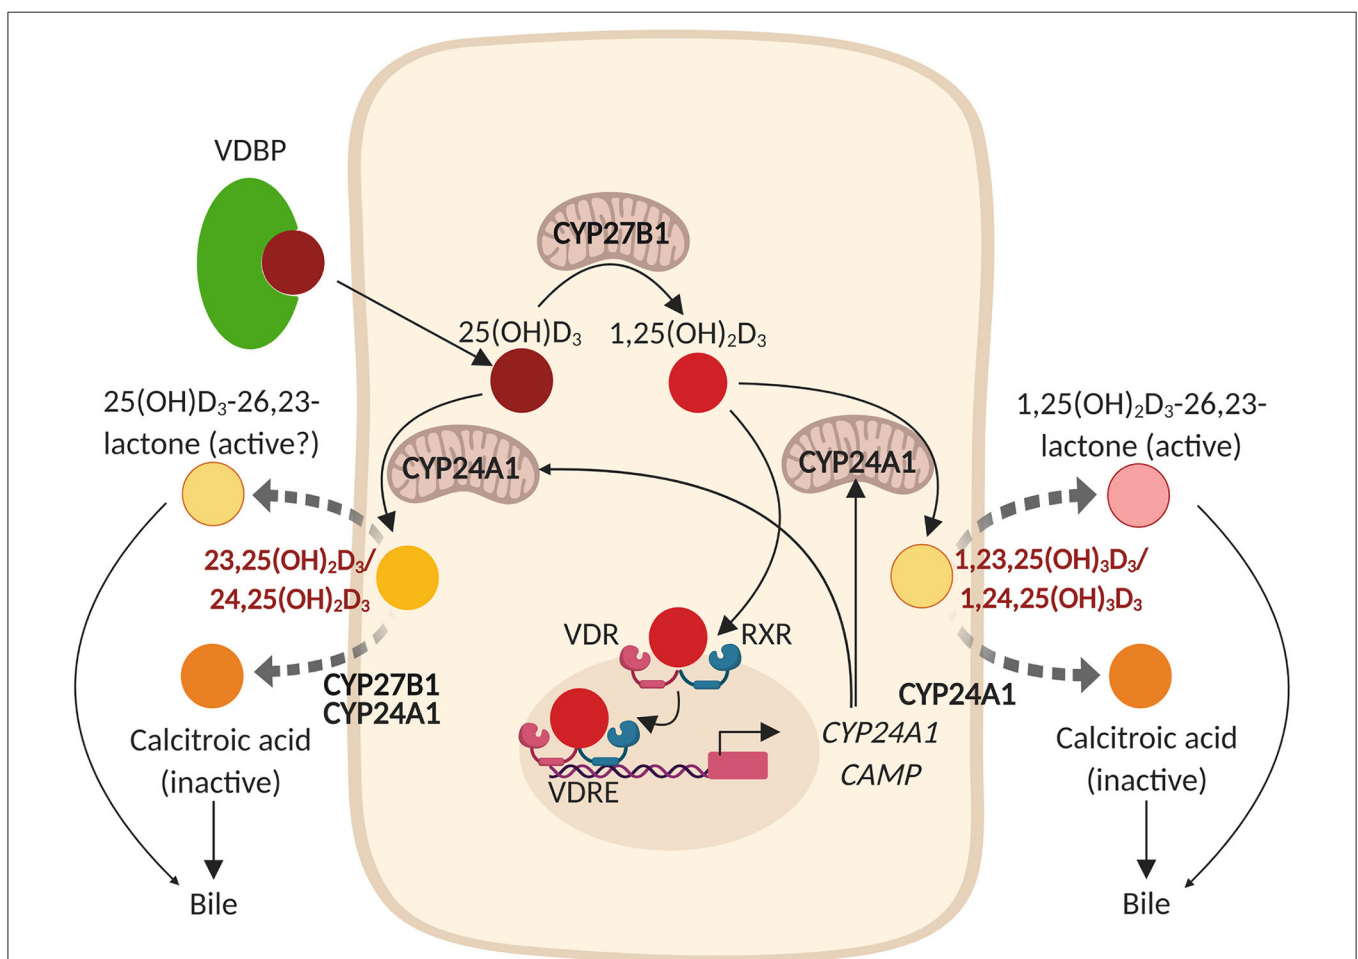 VDBP
CYP27B1
25(OH)D₃
1,25(OH)₂D₃
25(OH)D₃-26,23-
lactone (active?)
CYP24A1
CYP24A1
1,25(OH)₂D₃-26,23-
lactone (active)
23,25(OH)₂D₃/
24,25(OH)₂D₃
1,23,25(OH)₃D₃/
1,24,25(OH)₃D₃
VDR
RXR
CYP27B1
CYP24A1
CYP24A1
CYP24A1
CAMP
VDRE
Calcitroic acid
(inactive)
Calcitroic acid
(inactive)
Bile
Bile